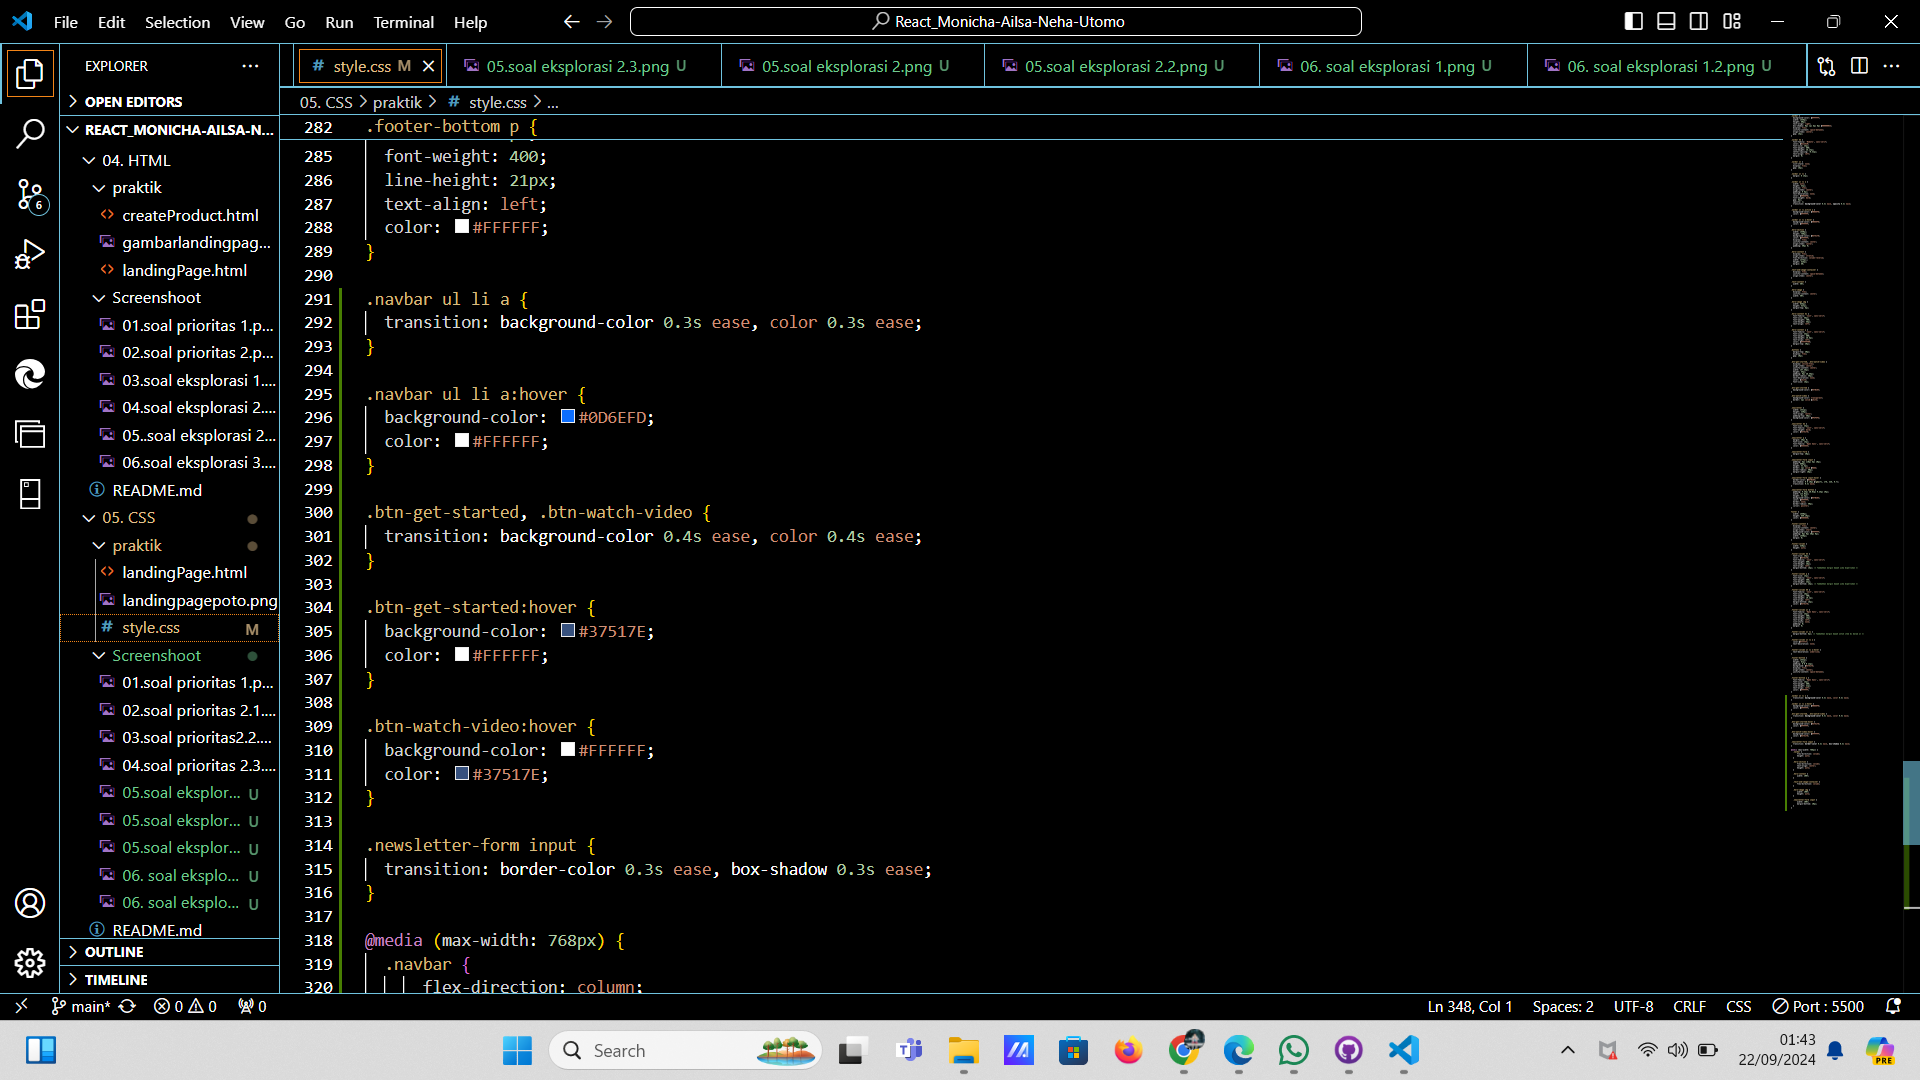 File Edit Selection View Go Run Terminal Help
React_Monicha-Ailsa-Neha-Utomo
EXPLORER
style.css M
05.soal eksplorasi 2.3.png U
05.soal eksplorasi 2.png U
05.soal eksplorasi 2.2.png U
06. soal eksplorasi 1.png U
06. soal eksplorasi 1.2.png U
OPEN EDITORS
REACT_MONICHA-AILSA-N...
04. HTML
praktik
createProduct.html
gambarlandingpag...
landingPage.html
Screenshoot
01.soal prioritas 1.p...
02.soal prioritas 2.p...
03.soal eksplorasi 1....
04.soal eksplorasi 2....
05..soal eksplorasi 2...
06.soal eksplorasi 3....
README.md
05. CSS
praktik
landingPage.html
landingpagepoto.png
style.css M
Screenshoot
01.soal prioritas 1.p...
02.soal prioritas 2.1....
03.soal prioritas2.2....
04.soal prioritas 2.3....
05.soal eksplor... U
05.soal eksplor... U
05.soal eksplor... U
06. soal eksplo... U
06. soal eksplo... U
README.md
OUTLINE
TIMELINE
6
05. CSS > praktik > # style.css > ...
282 .footer-bottom p {
285 font-weight: 400;
286 line-height: 21px;
287 text-align: left;
288 color: #FFFFFF;
289 }
290
291 .navbar ul li a {
292 transition: background-color 0.3s ease, color 0.3s ease;
293 }
294
295 .navbar ul li a:hover {
296 background-color: #0D6EFD;
297 color: #FFFFFF;
298 }
299
300 .btn-get-started, .btn-watch-video {
301 transition: background-color 0.4s ease, color 0.4s ease;
302 }
303
304 .btn-get-started:hover {
305 background-color: #37517E;
306 color: #FFFFFF;
307 }
308
309 .btn-watch-video:hover {
310 background-color: #FFFFFF;
311 color: #37517E;
312 }
313
314 .newsletter-form input {
315 transition: border-color 0.3s ease, box-shadow 0.3s ease;
316 }
317
318 @media (max-width: 768px) {
319 .navbar {
320 flex-direction: column;
main* 0 0 0
Ln 348, Col 1 Spaces: 2 UTF-8 CRLF CSS Port : 5500
Search
PRE
01:43
22/09/2024